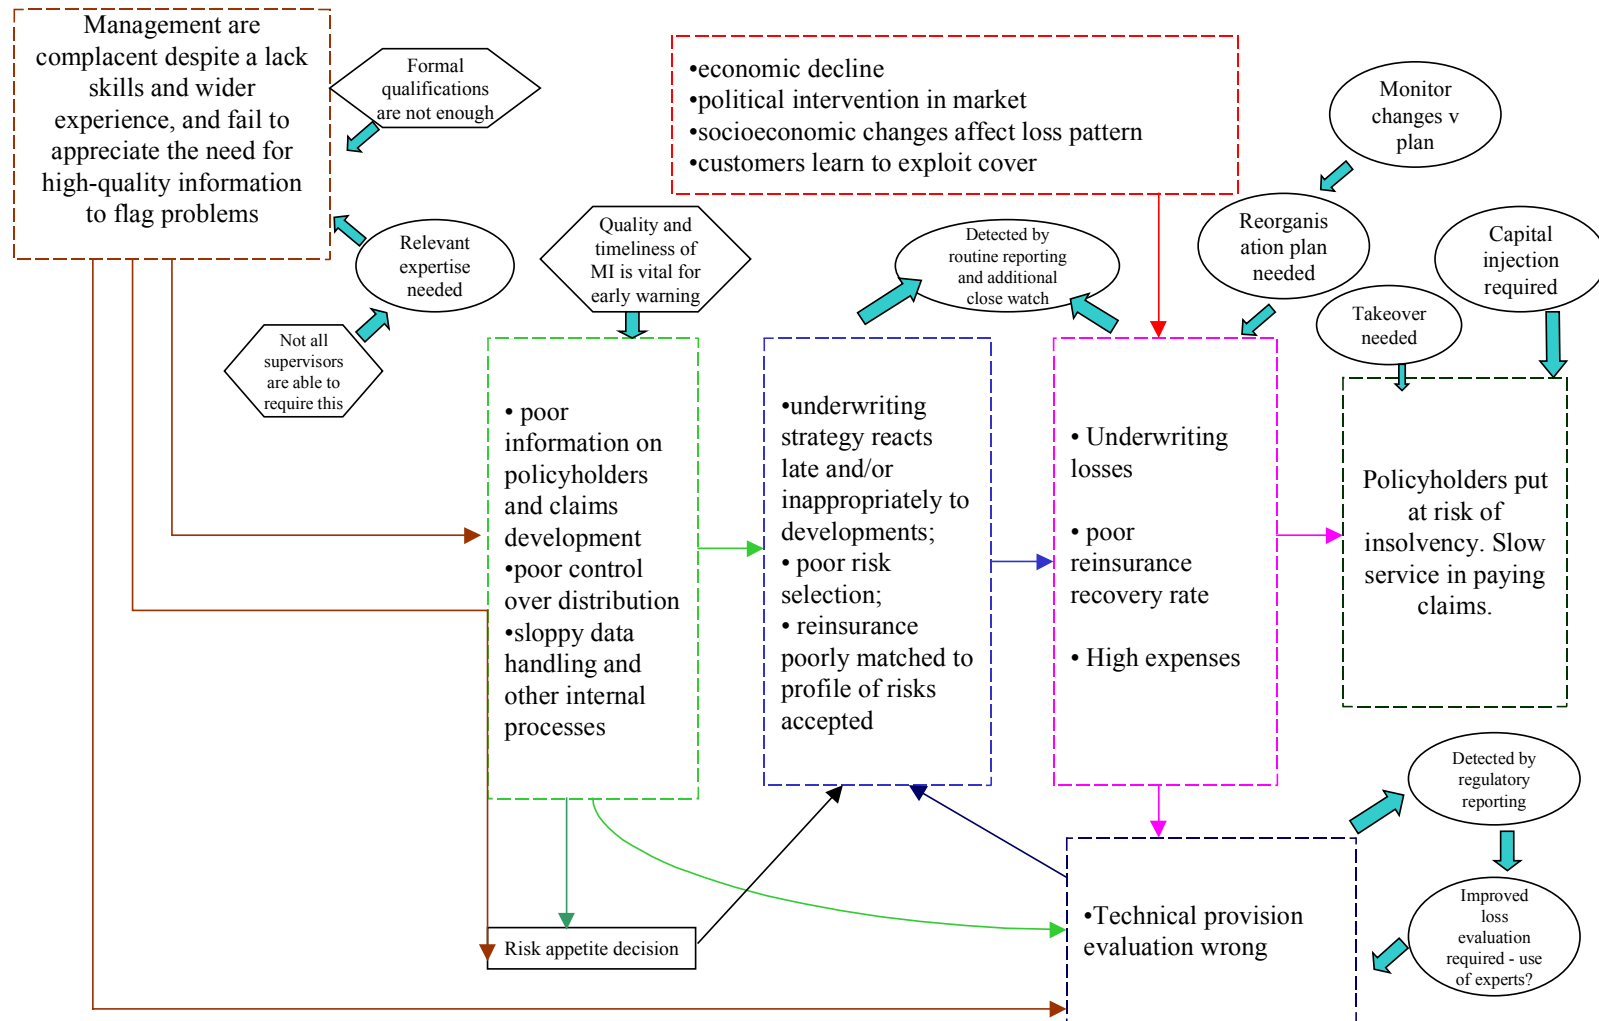 Management are
complacent despite a lack
skills and wider
experience, and fail to
appreciate the need for
high-quality information
to flag problems
Formal
qualifications
are not enough
•economic decline
•political intervention in market
•socioeconomic changes affect loss pattern
•customers learn to exploit cover
Monitor
changes v
plan
Relevant
expertise
needed
Quality and
timeliness of
MI is vital for
early warning
Detected by
routine reporting
and additional
close watch
Reorganis
ation plan
needed
Capital
injection
required
Takeover
needed
Not all
supervisors
are able to
require this
• poor
information on
policyholders
and claims
development
•poor control
over distribution
•sloppy data
handling and
other internal
processes
•underwriting
strategy reacts
late and/or
inappropriately to
developments;
• poor risk
selection;
• reinsurance
poorly matched to
profile of risks
accepted
• Underwriting
losses
• poor
reinsurance
recovery rate
• High expenses
Policyholders put
at risk of
insolvency. Slow
service in paying
claims.
Detected by
regulatory
reporting
Risk appetite decision
•Technical provision
evaluation wrong
Improved
loss
evaluation
required - use
of experts?